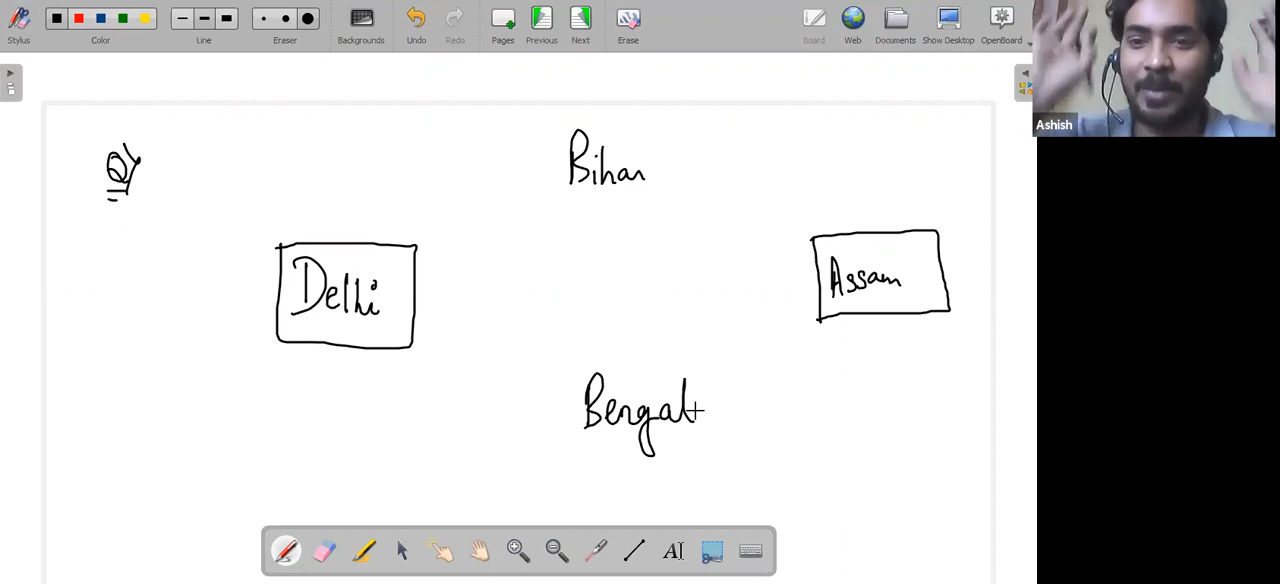 Stylus
Color
Line
Eraser
Backgrounds
Undo
Redo
Pages
Previous
Next
Erase
Board
Web
Documents
Show Desktop
OpenBoard
Ashish
Q
Bihar
Delhi
Assam
Bengal
A